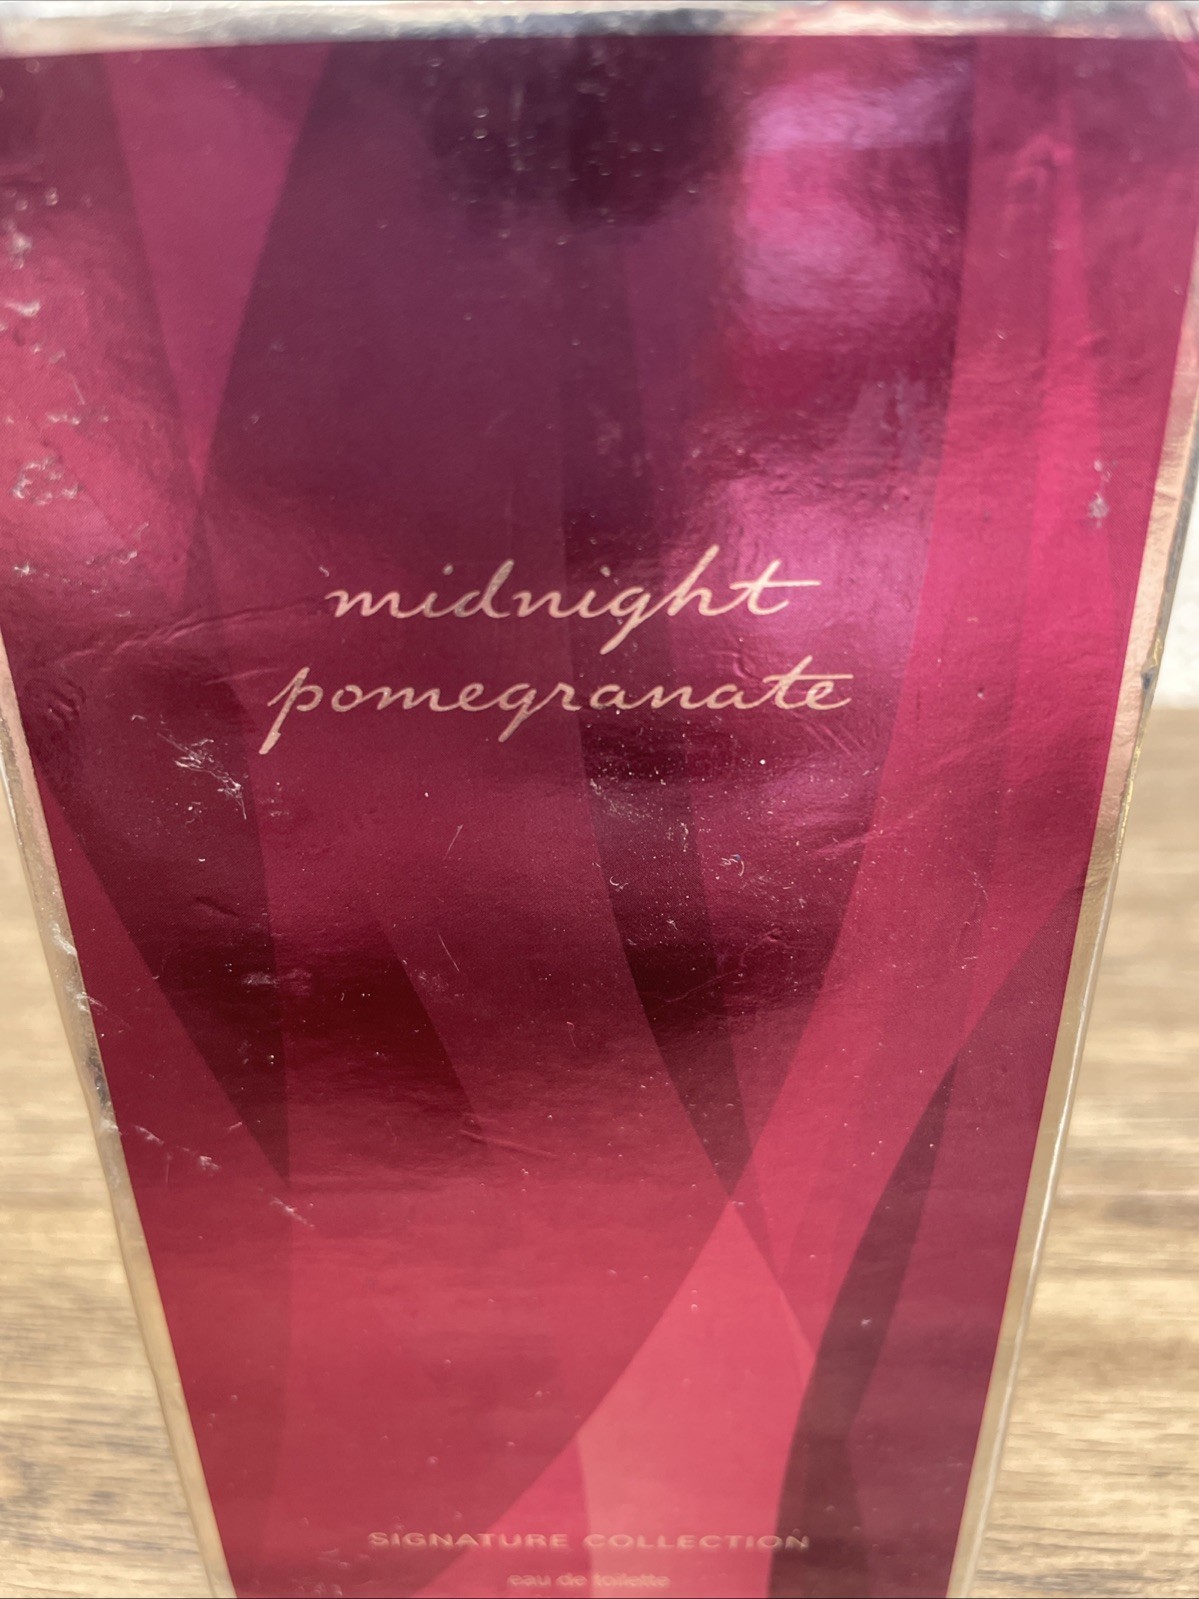 midnight
pomegranate
SIGNATURE COLLECTION
eau de toilette